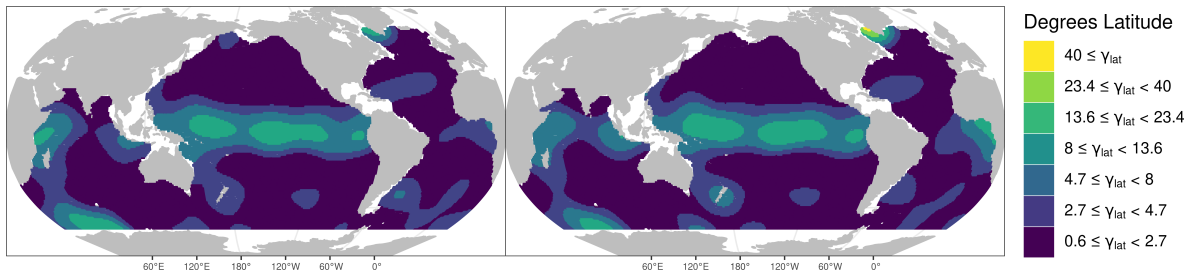 Degrees Latitude
40 ≤ γlat
23.4 ≤ γlat < 40
13.6 ≤ γlat < 23.4
8 ≤ γlat < 13.6
4.7 ≤ γlat < 8
2.7 ≤ γlat < 4.7
0.6 ≤ γlat < 2.7
60°E 120°E 180°W 120°W 60°W 0° 60°E 120°E 180°W 120°W 60°W 0°